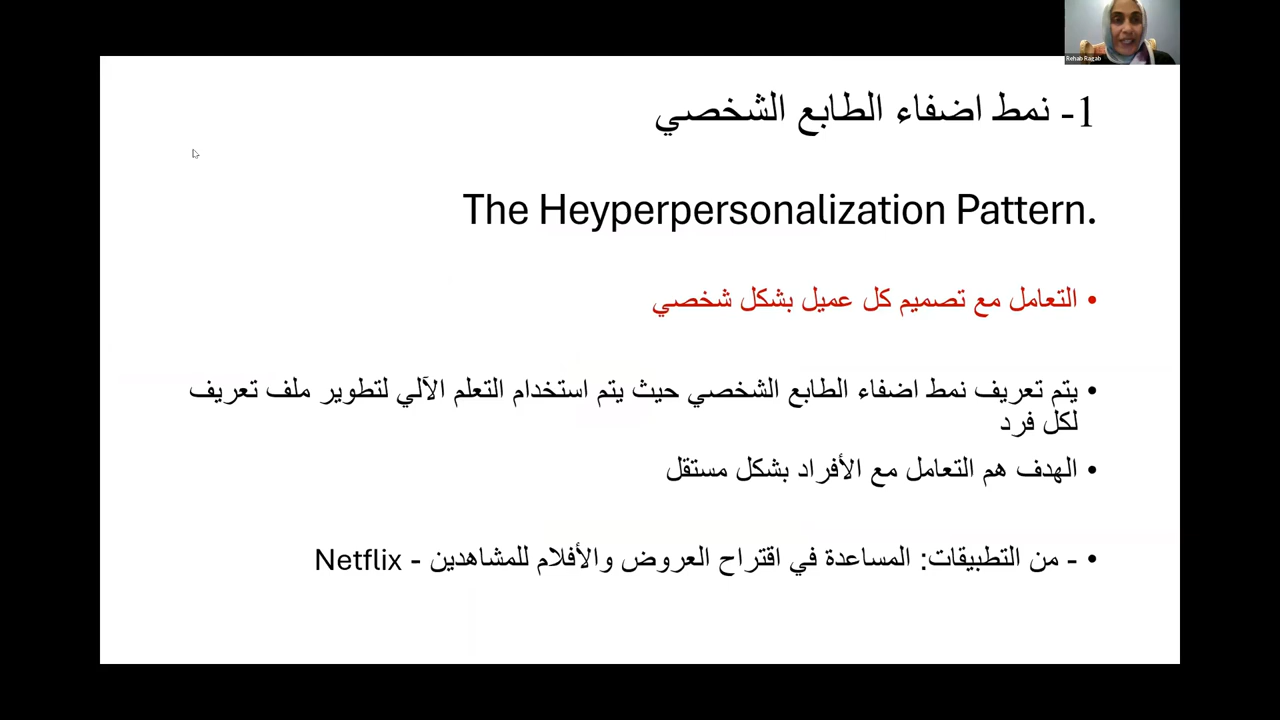 Rehab Ragab
1- نمط اضفاء الطابع الشخصي
The Heyperpersonalization Pattern.
• التعامل مع تصميم كل عميل بشكل شخصي
• يتم تعريف نمط اضفاء الطابع الشخصي حيث يتم استخدام التعلم الآلي لتطوير ملف تعريف
لكل فرد
• الهدف هم التعامل مع الأفراد بشكل مستقل
• - من التطبيقات: المساعدة في اقتراح العروض والأفلام للمشاهدين - Netflix